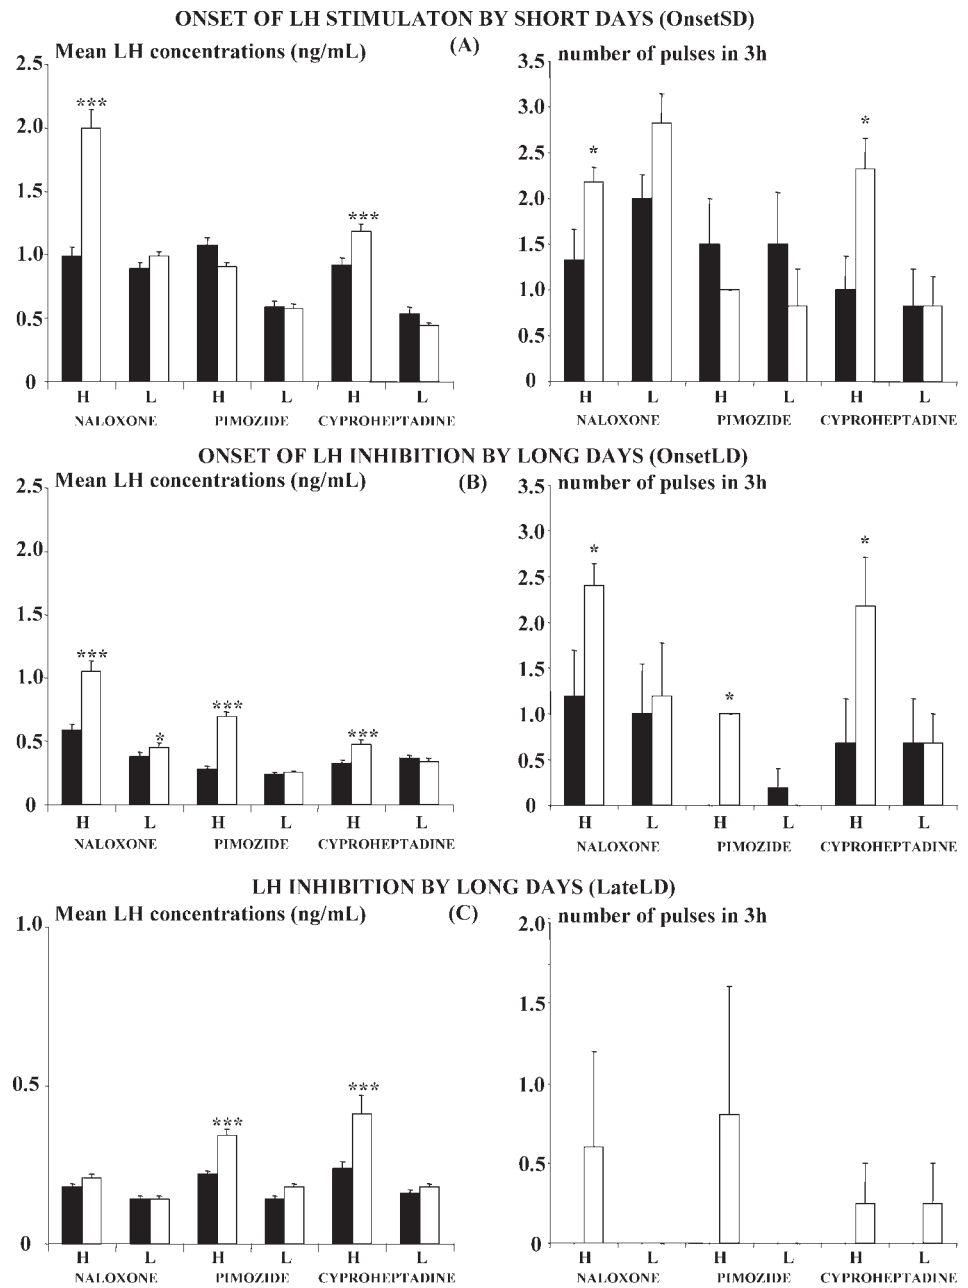 ONSET OF LH STIMULATON BY SHORT DAYS (OnsetSD)
Mean LH concentrations (ng/mL)
(A)
number of pulses in 3h
2.5
2.0
1.5
1.0
0.5
0
***
***
H L H L H L
NALOXONE PIMOZIDE CYPROHEPTADINE
3.5
3.0
2.5
2.0
1.5
1.0
0.5
0
*
*
H L H L H L
NALOXONE PIMOZIDE CYPROHEPTADINE
ONSET OF LH INHIBITION BY LONG DAYS (OnsetLD)
Mean LH concentrations (ng/mL)
(B)
number of pulses in 3h
2.5
2.0
1.5
1.0
0.5
0
***
*
***
***
H L H L H L
NALOXONE PIMOZIDE CYPROHEPTADINE
3.5
3.0
2.5
2.0
1.5
1.0
0.5
0
*
*
*
H L H L H L
NALOXONE PIMOZIDE CYPROHEPTADINE
LH INHIBITION BY LONG DAYS (LateLD)
Mean LH concentrations (ng/mL)
(C)
number of pulses in 3h
1.0
0.5
0
***
***
H L H L H L
NALOXONE PIMOZIDE CYPROHEPTADINE
2.0
1.5
1.0
0.5
0
H L H L H L
NALOXONE PIMOZIDE CYPROHEPTADINE